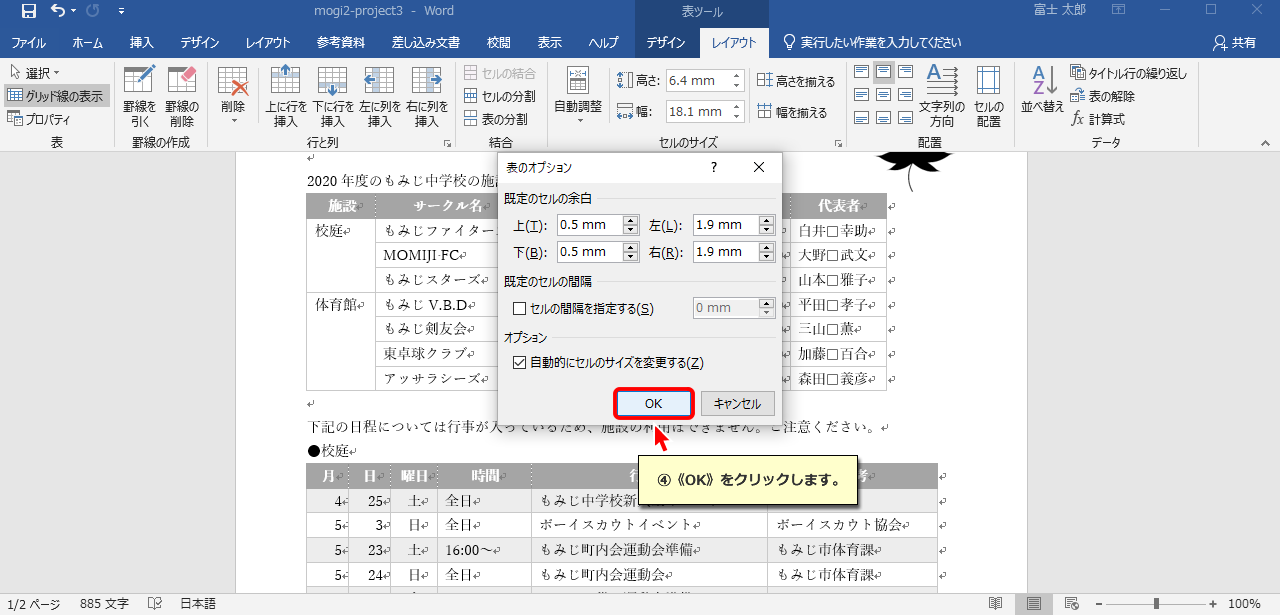 mogi2-project3 - Word
表ツール
富士 太郎
ファイル ホーム 挿入 デザイン レイアウト 参考資料 差し込み文書 校閲 表示 ヘルプ デザイン レイアウト 実行したい作業を入力してください 共有
選択
グリッド線の表示
プロパティ
表
罫線を引く
罫線の削除
罫線の作成
削除
上に行を挿入
下に行を挿入
左に列を挿入
右に列を挿入
行と列
セルの結合
セルの分割
表の分割
結合
自動調整
高さ: 6.4 mm
幅: 18.1 mm
高さを揃える
幅を揃える
セルのサイズ
文字列の方向
セルの配置
配置
並べ替え
タイトル行の繰り返し
表の解除
計算式
データ
2020 年度のもみじ中学校の施
施設 サークル名 代表者
校庭 もみじファイター 白井□幸助
MOMIJI FC 大野□武文
もみじスターズ 山本□雅子
体育館 もみじ V.B.D 平田□孝子
もみじ剣友会 三山□薫
東卓球クラブ 加藤□百合
アッサラシーズ 森田□義彦
表のオプション
?
既定のセルの余白
上(T): 0.5 mm 左(L): 1.9 mm
下(B): 0.5 mm 右(R): 1.9 mm
既定のセルの間隔
セルの間隔を指定する(S) 0 mm
オプション
自動的にセルのサイズを変更する(Z)
OK キャンセル
下記の日程については行事が入っているため、施設の利用はできません。ご注意ください。
●校庭
月 日 曜日 時間 行 考
4 25 土 全日 もみじ中学校新
5 3 日 全日 ボーイスカウトイベント ボーイスカウト協会
5 23 土 16:00～ もみじ町内会運動会準備 もみじ市体育課
5 24 日 全日 もみじ町内会運動会 もみじ市体育課
④《OK》をクリックします。
1/2 ページ 885 文字 日本語 100%